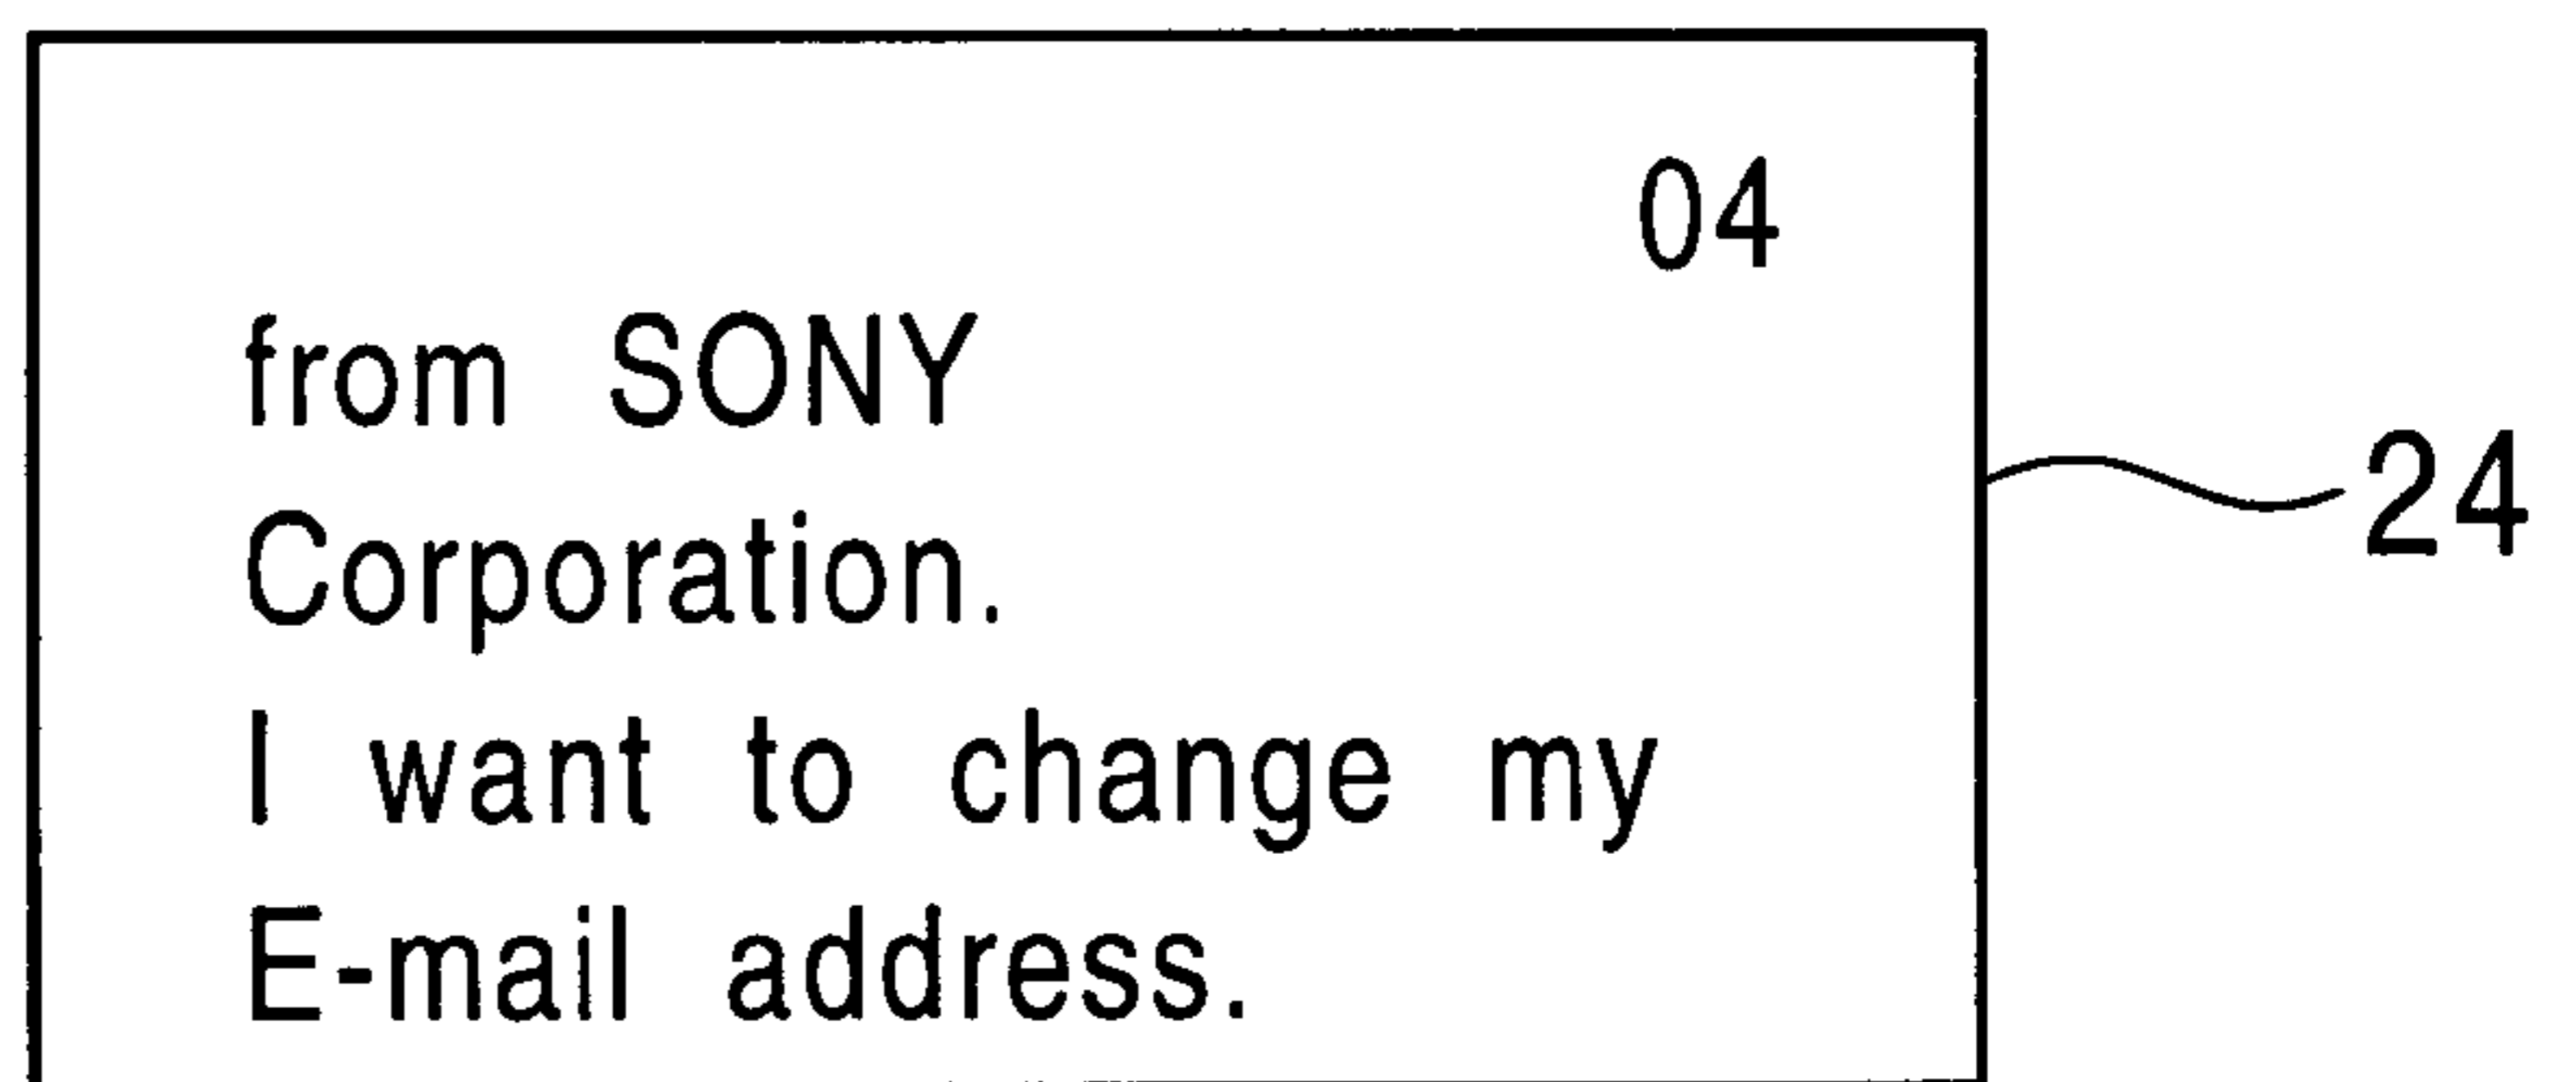 04
from SONY
Corporation.
I want to change my
E-mail address.
24